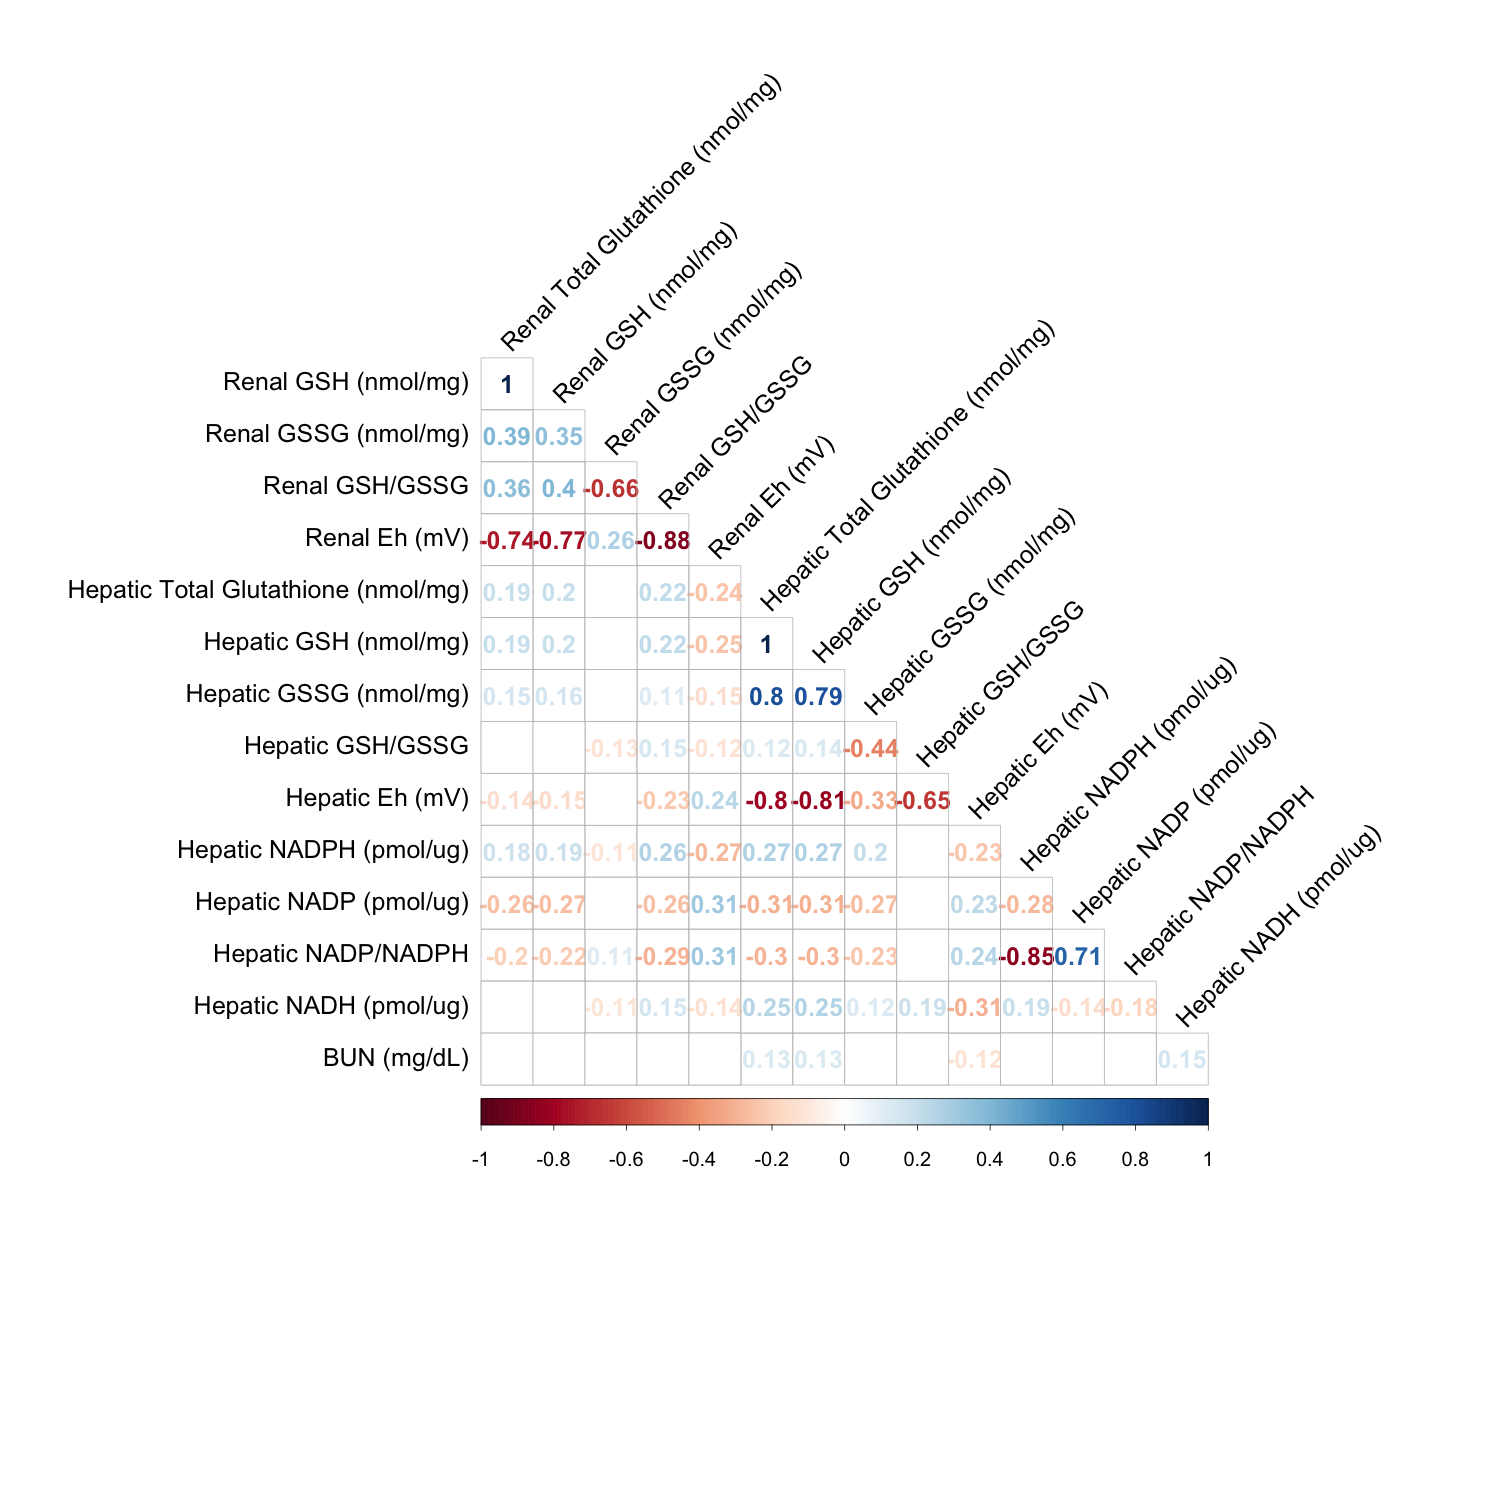 Renal Total Glutathione (nmol/mg)
Renal GSH (nmol/mg)
Renal GSSG (nmol/mg)
Renal GSH/GSSG
Renal Eh (mV)
Hepatic Total Glutathione (nmol/mg)
Hepatic GSH (nmol/mg)
Hepatic GSSG (nmol/mg)
Hepatic GSH/GSSG
Hepatic Eh (mV)
Hepatic NADPH (pmol/ug)
Hepatic NADP (pmol/ug)
Hepatic NADP/NADPH
Hepatic NADH (pmol/ug)
Renal GSH (nmol/mg) 1
Renal GSSG (nmol/mg) 0.39 0.35
Renal GSH/GSSG 0.36 0.4 -0.66
Renal Eh (mV) -0.74 -0.77 0.26 -0.88
Hepatic Total Glutathione (nmol/mg) 0.19 0.2 0.22 -0.24
Hepatic GSH (nmol/mg) 0.19 0.2 0.22 -0.25 1
Hepatic GSSG (nmol/mg) 0.15 0.16 0.11 -0.15 0.8 0.79
Hepatic GSH/GSSG -0.13 0.15 -0.12 0.12 0.14 -0.44
Hepatic Eh (mV) -0.14 -0.15 -0.23 0.24 -0.8 -0.81 -0.33 -0.65
Hepatic NADPH (pmol/ug) 0.18 0.19 -0.11 0.26 -0.27 0.27 0.27 0.2 -0.23
Hepatic NADP (pmol/ug) -0.26 -0.27 -0.26 0.31 -0.31 -0.31 -0.27 0.23 -0.28
Hepatic NADP/NADPH -0.2 -0.22 0.11 -0.29 0.31 -0.3 -0.3 -0.23 0.24 -0.85 0.71
Hepatic NADH (pmol/ug) -0.11 0.15 -0.14 0.25 0.25 0.12 0.19 -0.31 0.19 -0.14 -0.18
BUN (mg/dL) 0.13 0.13 -0.12 0.15
-1 -0.8 -0.6 -0.4 -0.2 0 0.2 0.4 0.6 0.8 1